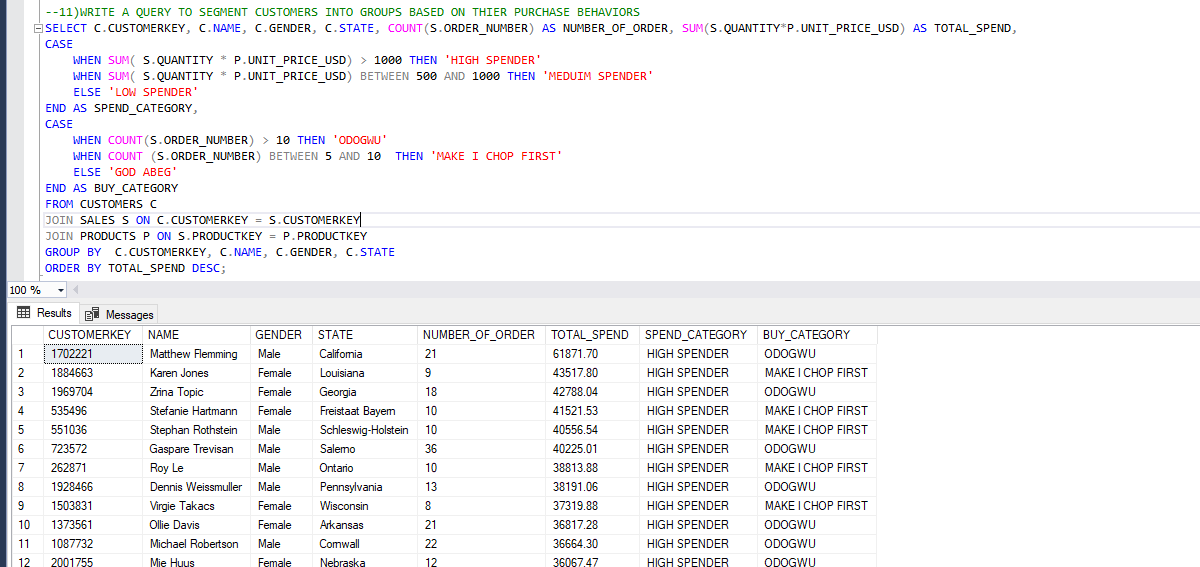 --11)WRITE A QUERY TO SEGMENT CUSTOMERS INTO GROUPS BASED ON THIER PURCHASE BEHAVIORS
SELECT C.CUSTOMERKEY, C.NAME, C.GENDER, C.STATE, COUNT(S.ORDER_NUMBER) AS NUMBER_OF_ORDER, SUM(S.QUANTITY*P.UNIT_PRICE_USD) AS TOTAL_SPEND,
CASE
WHEN SUM( S.QUANTITY * P.UNIT_PRICE_USD) > 1000 THEN 'HIGH SPENDER'
WHEN SUM( S.QUANTITY * P.UNIT_PRICE_USD) BETWEEN 500 AND 1000 THEN 'MEDUIM SPENDER'
ELSE 'LOW SPENDER'
END AS SPEND_CATEGORY,
CASE
WHEN COUNT(S.ORDER_NUMBER) > 10 THEN 'ODOGWU'
WHEN COUNT (S.ORDER_NUMBER) BETWEEN 5 AND 10  THEN 'MAKE I CHOP FIRST'
ELSE 'GOD ABEG'
END AS BUY_CATEGORY
FROM CUSTOMERS C
JOIN SALES S ON C.CUSTOMERKEY = S.CUSTOMERKEY
JOIN PRODUCTS P ON S.PRODUCTKEY = P.PRODUCTKEY
GROUP BY  C.CUSTOMERKEY, C.NAME, C.GENDER, C.STATE
ORDER BY TOTAL_SPEND DESC;
100 %
Results Messages
CUSTOMERKEY NAME GENDER STATE NUMBER_OF_ORDER TOTAL_SPEND SPEND_CATEGORY BUY_CATEGORY
1 1702221 Matthew Flemming Male California 21 61871.70 HIGH SPENDER ODOGWU
2 1884663 Karen Jones Female Louisiana 9 43517.80 HIGH SPENDER MAKE I CHOP FIRST
3 1969704 Zrina Topic Female Georgia 18 42788.04 HIGH SPENDER ODOGWU
4 535496 Stefanie Hartmann Female Freistaat Bayern 10 41521.53 HIGH SPENDER MAKE I CHOP FIRST
5 551036 Stephan Rothstein Male Schleswig-Holstein 10 40556.54 HIGH SPENDER MAKE I CHOP FIRST
6 723572 Gaspare Trevisan Male Salerno 36 40225.01 HIGH SPENDER ODOGWU
7 262871 Roy Le Male Ontario 10 38813.88 HIGH SPENDER MAKE I CHOP FIRST
8 1928466 Dennis Weissmuller Male Pennsylvania 13 38191.06 HIGH SPENDER ODOGWU
9 1503831 Virgie Takacs Female Wisconsin 8 37319.88 HIGH SPENDER MAKE I CHOP FIRST
10 1373561 Ollie Davis Female Arkansas 21 36817.28 HIGH SPENDER ODOGWU
11 1087732 Michael Robertson Male Cornwall 22 36664.30 HIGH SPENDER ODOGWU
12 2001755 Mie Huus Female Nebraska 12 36067.47 HIGH SPENDER ODOGWU